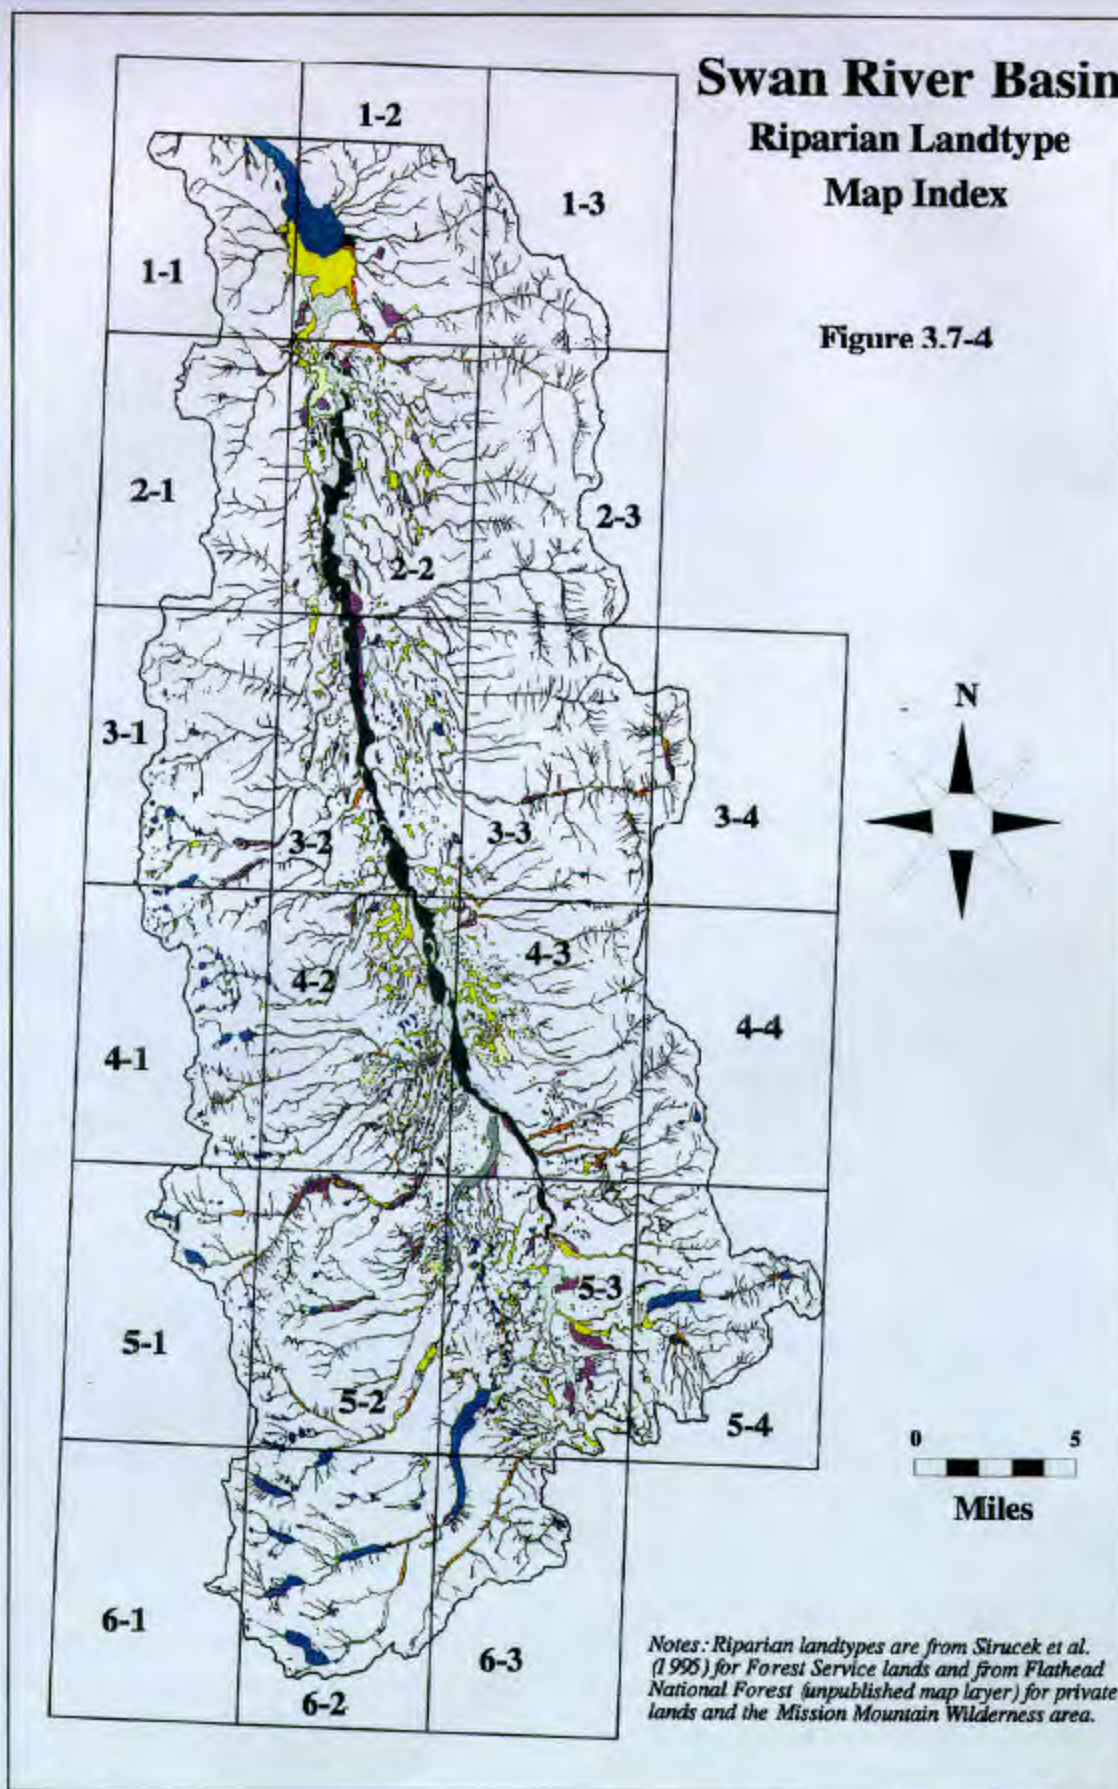 Swan River Basin
Riparian Landtype
Map Index
Figure 3.7-4
1-2
1-3
1-1
2-1
2-3
2-2
3-1
3-2
3-3
3-4
4-2
4-3
4-1
4-4
5-3
5-1
5-2
5-4
6-1
6-3
6-2
N
0 5
Miles
Notes: Riparian landtypes are from Sirucek et al.
(1995) for Forest Service lands and from Flathead
National Forest (unpublished map layer) for private
lands and the Mission Mountain Wilderness area.